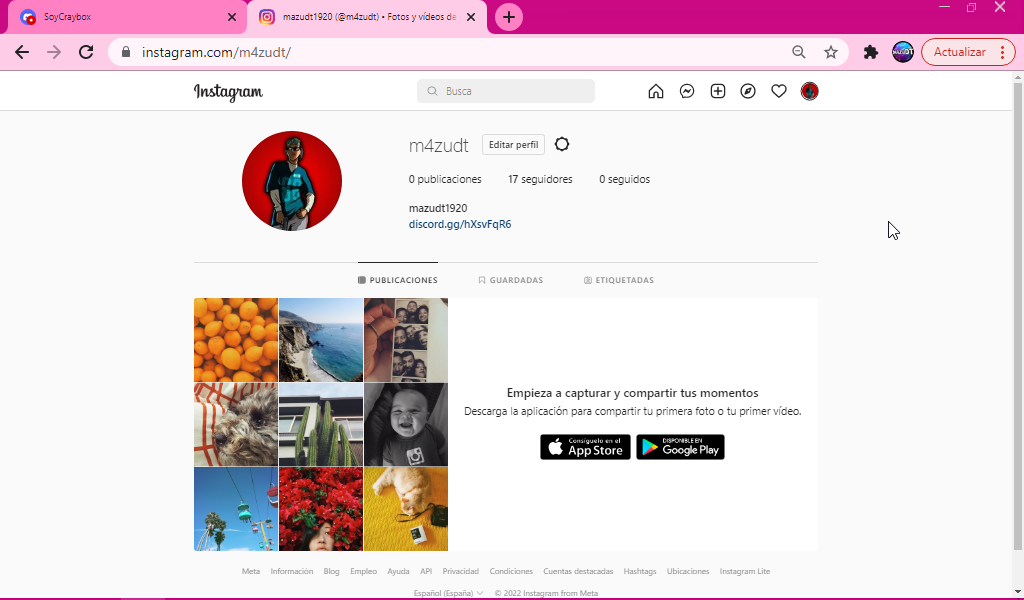 SoyCraybox
mazudt1920 (@m4zudt) • Fotos y vídeos de
instagram.com/m4zudt/
Actualizar
Instagram
Busca
m4zudt
Editar perfil
0 publicaciones 17 seguidores 0 seguidos
mazudt1920
discord.gg/hXsvFqR6
PUBLICACIONES GUARDADAS ETIQUETADAS
Empieza a capturar y compartir tus momentos
Descarga la aplicación para compartir tu primera foto o tu primer vídeo.
Consíguelo en el
App Store
DISPONIBLE EN
Google Play
Meta Información Blog Empleo Ayuda API Privacidad Condiciones Cuentas destacadas Hashtags Ubicaciones Instagram Lite
Español (España) © 2022 Instagram from Meta